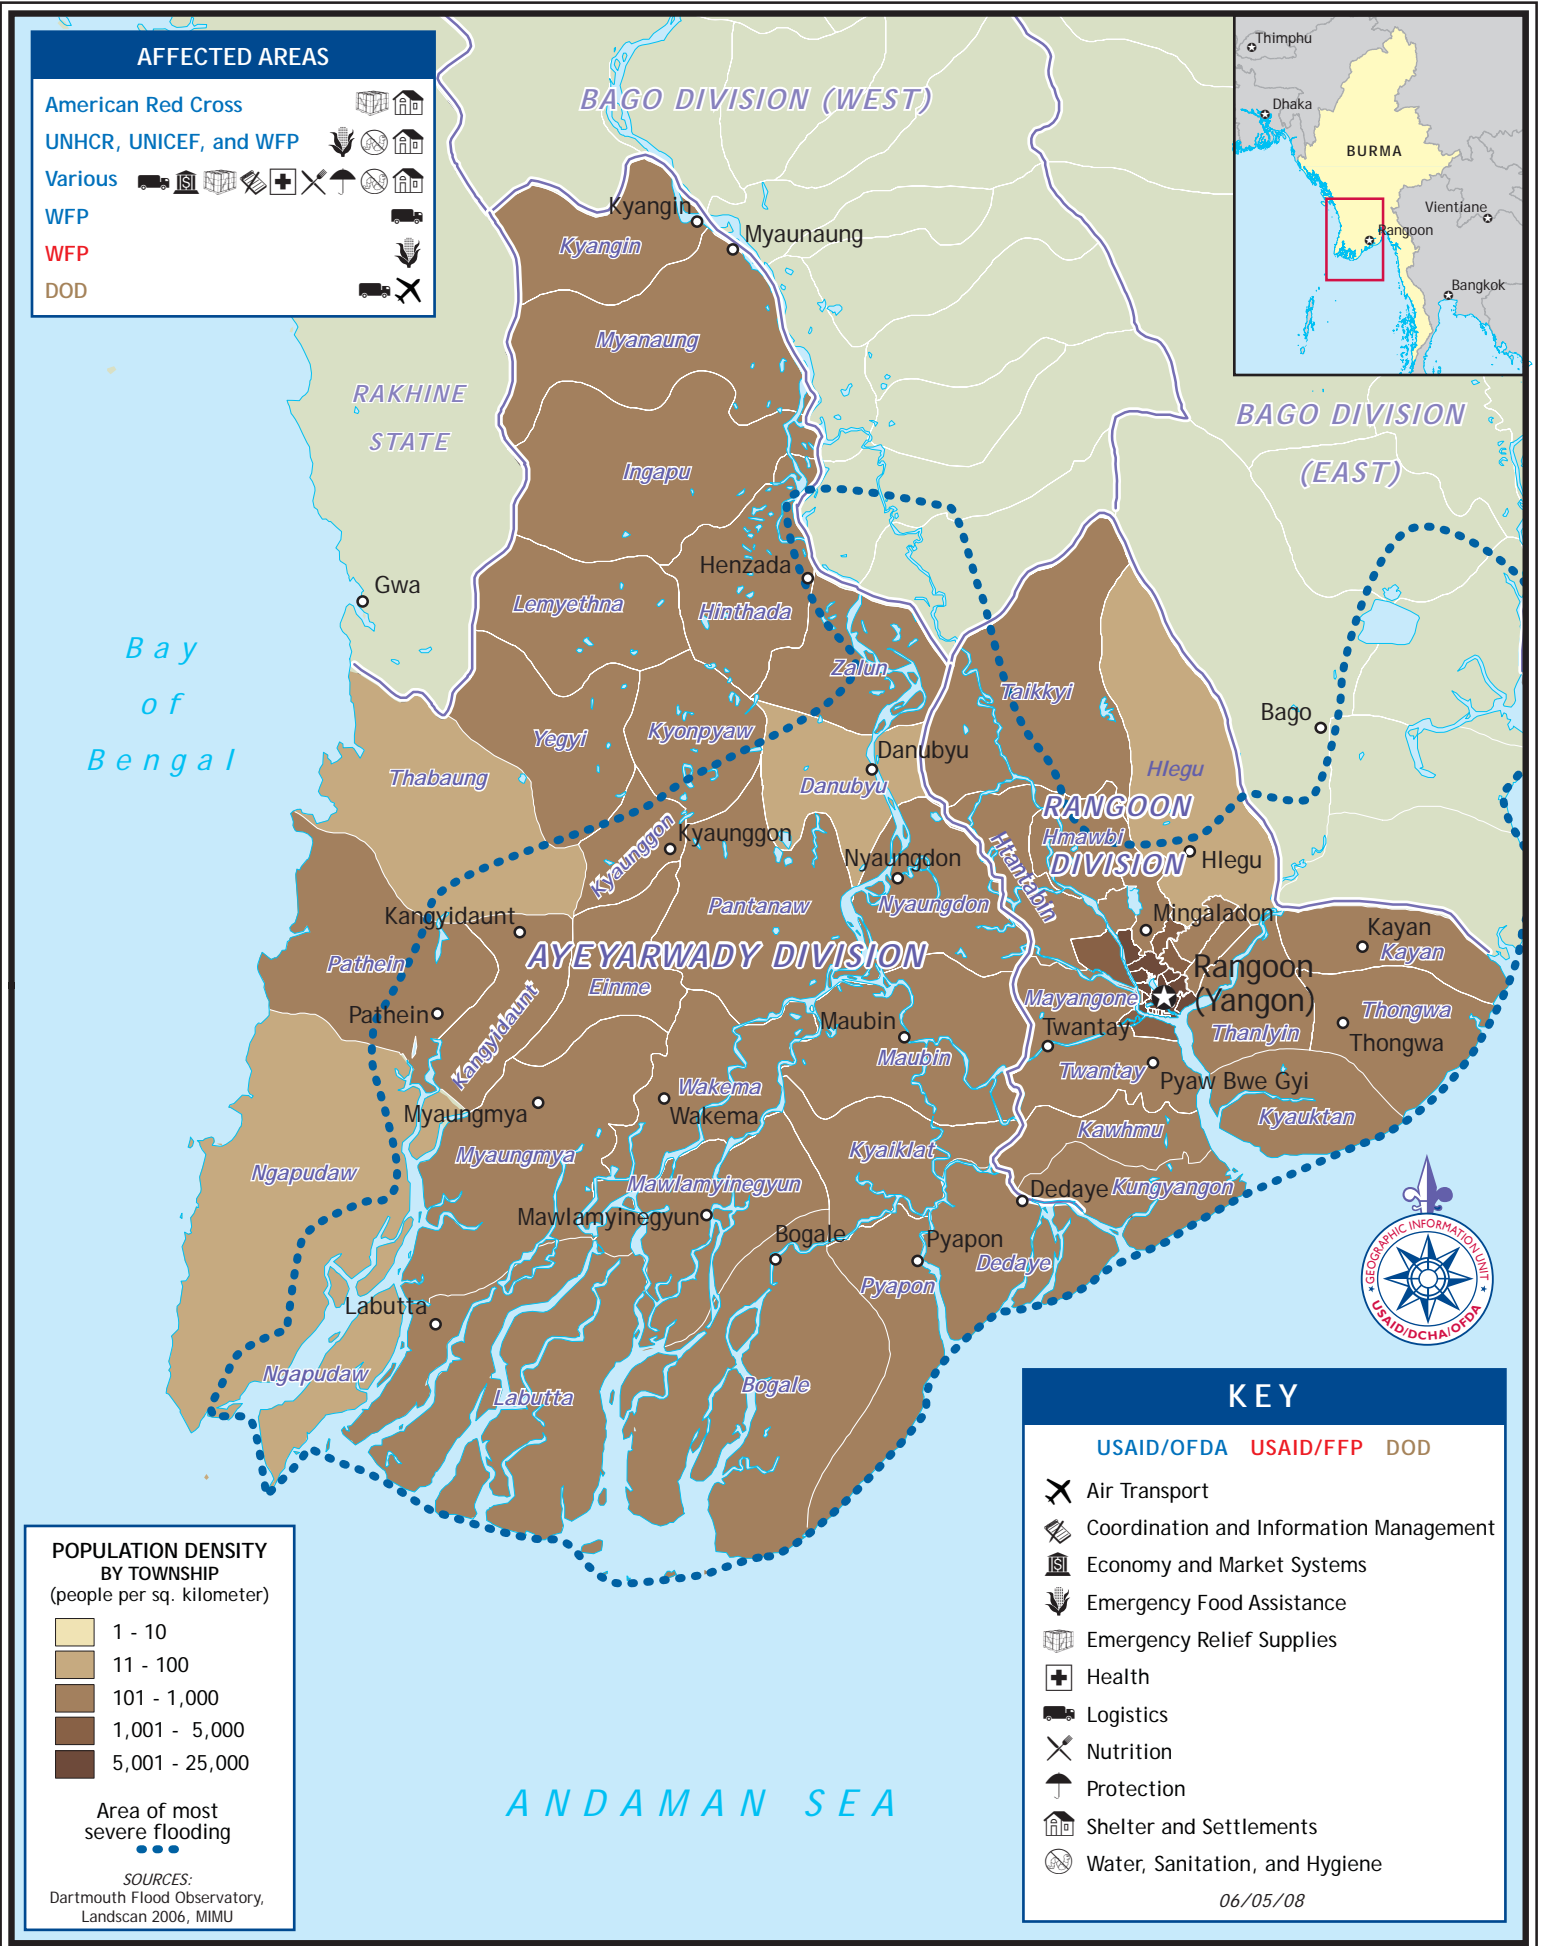 AFFECTED AREAS
American Red Cross
UNHCR, UNICEF, and WFP
Various
WFP
WFP
DOD
Thimphu
Dhaka
BURMA
Vientiane
Rangoon
Bangkok
BAGO DIVISION (WEST)
Kyangin
Myaunaung
Kyangin
Myanaung
RAKHINE
STATE
BAGO DIVISION
(EAST)
Ingapu
Henzada
Gwa
Lemyethna
Hinthada
Bay
of
Bengal
Zalun
Taikkyi
Bago
Yegyi
Kyonpyaw
Thabaung
Danubyu
Danubyu
Hlegu
RANGOON
DIVISION
Hmawbi
Htantabin
Hlegu
Kyaunggon
Kyaunggon
Nyaungdon
Nyaungdon
Pantanaw
Kangyidaunt
Mingaladon
Kayan
Kayan
AYEYARWADY DIVISION
Pathein
Einme
Rangoon
(Yangon)
Pathein
Kangyidaunt
Mayangone
Maubin
Maubin
Twantay
Thanlyin
Thongwa
Thongwa
Twantay
Pyaw Bwe Gyi
Wakema
Wakema
Myaungmya
Myaungmya
Kyauktan
Kawhmu
Kyaiklat
Ngapudaw
Mawlamyinegyun
Mawlamyinegyun
Dedaye
Kungyangon
Bogale
Pyapon
Dedaye
Pyapon
Labutta
Ngapudaw
Labutta
Bogale
GEOGRAPHIC INFORMATION UNIT
USAID/DCHA/OFDA
ANDAMAN SEA
POPULATION DENSITY
BY TOWNSHIP
(people per sq. kilometer)
1 - 10
11 - 100
101 - 1,000
1,001 - 5,000
5,001 - 25,000
Area of most
severe flooding
SOURCES:
Dartmouth Flood Observatory,
Landscan 2006, MIMU
KEY
USAID/OFDA USAID/FFP DOD
Air Transport
Coordination and Information Management
Economy and Market Systems
Emergency Food Assistance
Emergency Relief Supplies
Health
Logistics
Nutrition
Protection
Shelter and Settlements
Water, Sanitation, and Hygiene
06/05/08